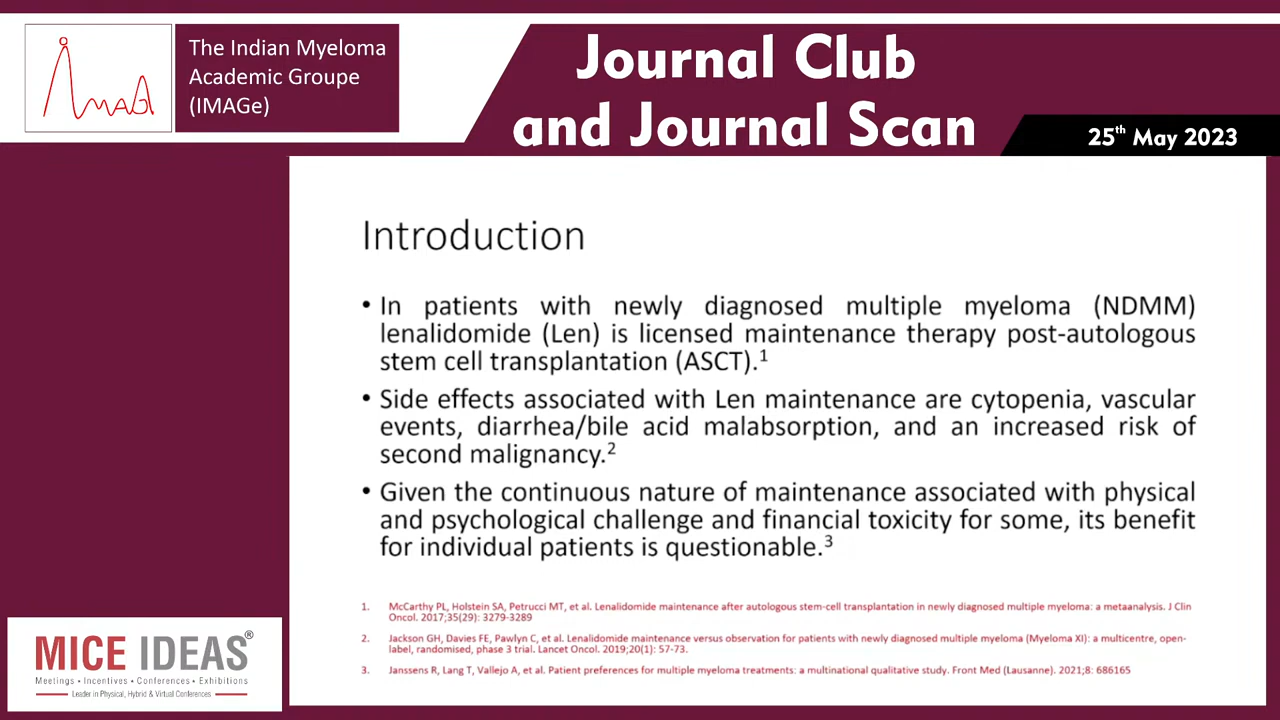 ImAG
The Indian Myeloma
Academic Groupe
(IMAGe)
Journal Club
and Journal Scan
25th May 2023
Introduction
• In patients with newly diagnosed multiple myeloma (NDMM)
lenalidomide (Len) is licensed maintenance therapy post-autologous
stem cell transplantation (ASCT).1
• Side effects associated with Len maintenance are cytopenia, vascular
events, diarrhea/bile acid malabsorption, and an increased risk of
second malignancy.2
• Given the continuous nature of maintenance associated with physical
and psychological challenge and financial toxicity for some, its benefit
for individual patients is questionable.3
1. McCarthy PL, Holstein SA, Petrucci MT, et al. Lenalidomide maintenance after autologous stem-cell transplantation in newly diagnosed multiple myeloma: a metaanalysis. J Clin
Oncol. 2017;35(29): 3279-3289
2. Jackson GH, Davies FE, Pawlyn C, et al. Lenalidomide maintenance versus observation for patients with newly diagnosed multiple myeloma (Myeloma XI): a multicentre, open-
label, randomised, phase 3 trial. Lancet Oncol. 2019;20(1): 57-73.
3. Janssens R, Lang T, Vallejo A, et al. Patient preferences for multiple myeloma treatments: a multinational qualitative study. Front Med (Lausanne). 2021;8: 686165
MICE IDEAS®
Meetings • Incentives • Conferences • Exhibitions
Leader in Physical, Hybrid & Virtual Conferences